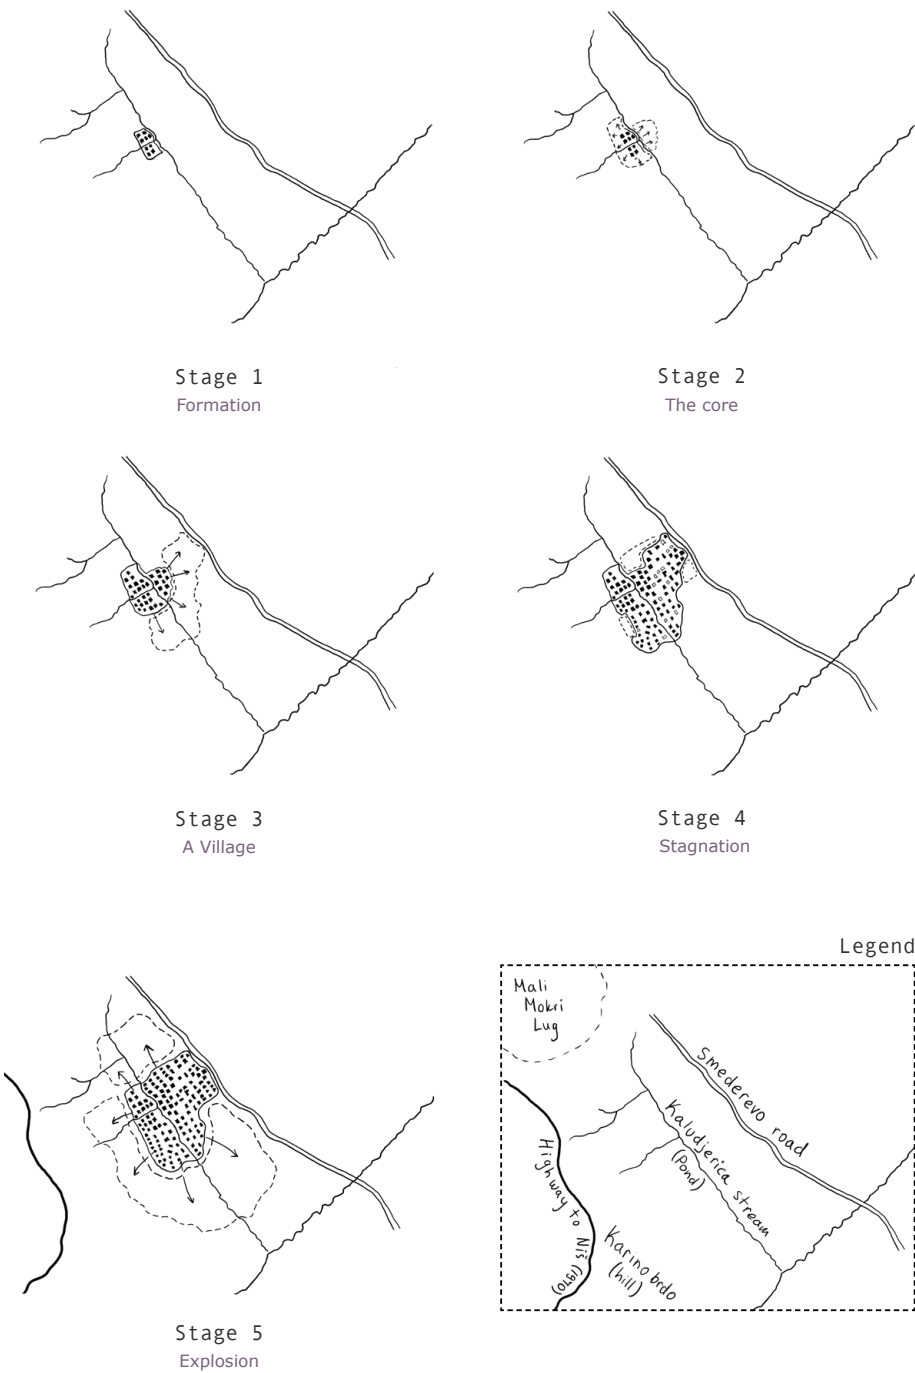 Stage 1
Formation
Stage 2
The core
Stage 3
A Village
Stage 4
Stagnation
Stage 5
Explosion
Legend
Mali
Mokri
Lug
Smederevo road
Kaludjerica stream
(Pond)
Highway to Niš (1970)
Karino brdo
(hill)